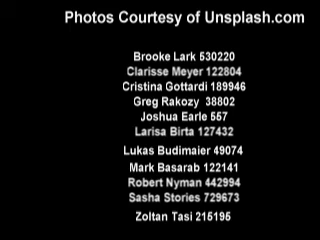 Photos Courtesy of Unsplash.com
Brooke Lark 530220
Clarisse Meyer 122804
Cristina Gottardi 189946
Greg Rakozy 38802
Joshua Earle 557
Larisa Birta 127432
Lukas Budimaier 49074
Mark Basarab 122141
Robert Nyman 442994
Sasha Stories 729673
Zoltan Tasi 215195